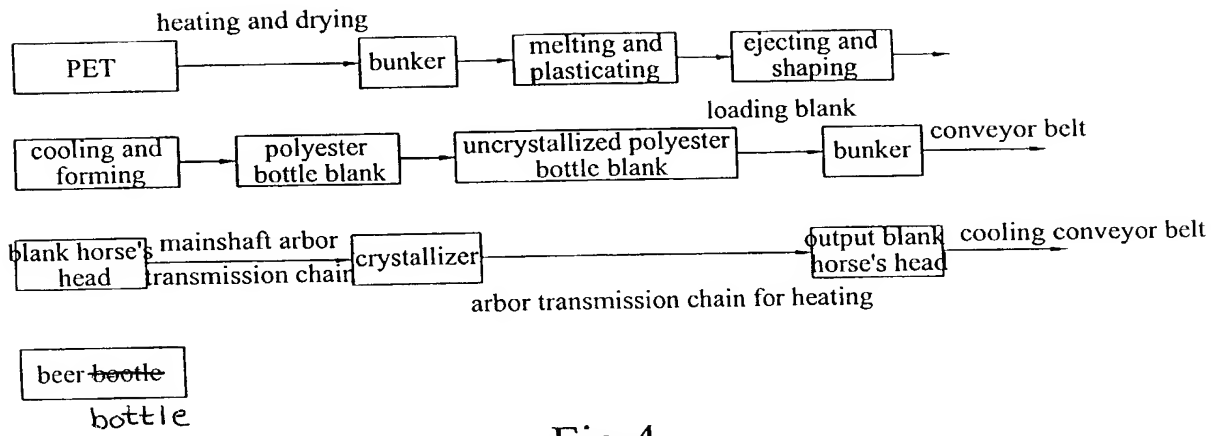 heating and drying
PET
bunker
melting and
plasticating
ejecting and
shaping
loading blank
cooling and
forming
polyester
bottle blank
uncrystallized polyester
bottle blank
bunker
conveyor belt
blank horse's
head
mainshaft arbor
transmission chain
crystallizer
arbor transmission chain for heating
output blank
horse's head
cooling conveyor belt
beer bootle
bottle